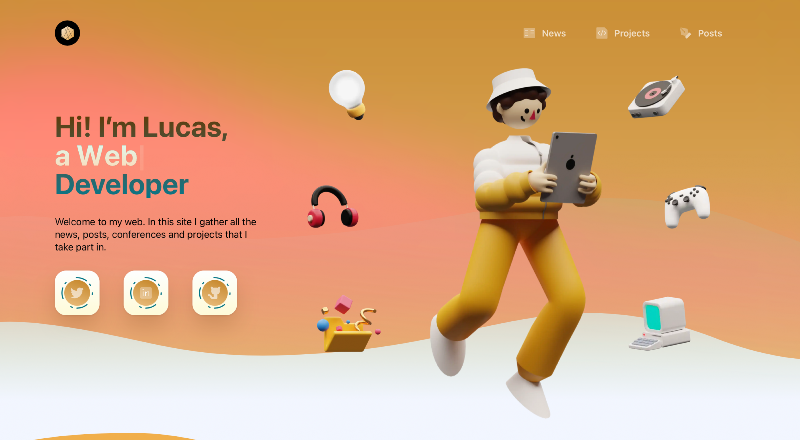 News
Projects
Posts
Hi! I'm Lucas,
a Web
Developer
Welcome to my web. In this site I gather all the
news, posts, conferences and projects that I
take part in.